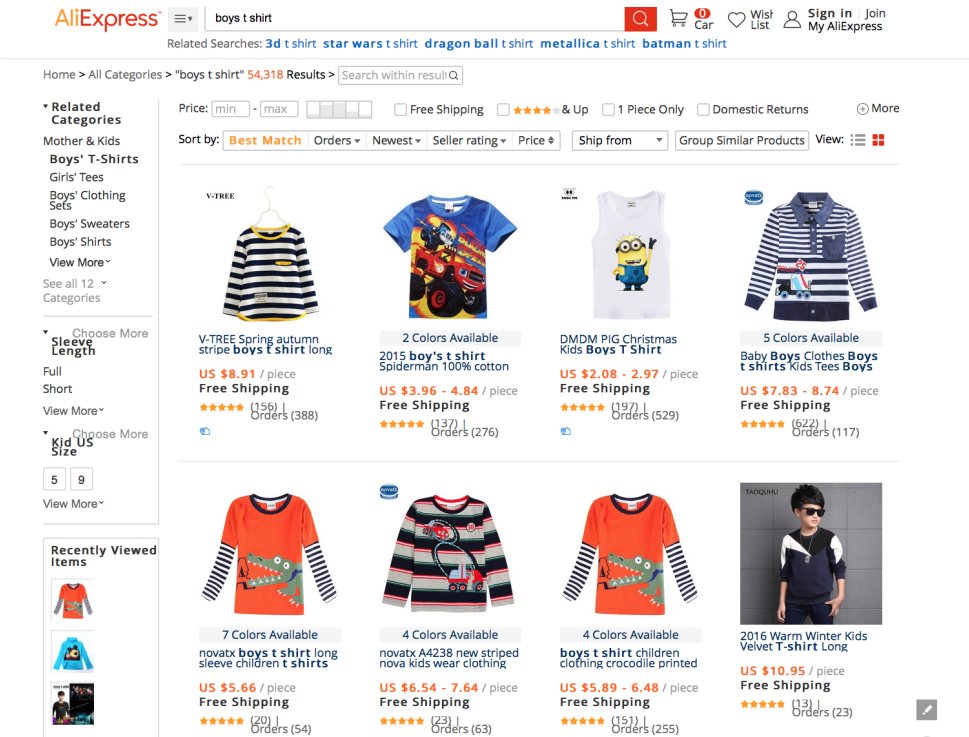 AliExpress™
boys t shirt
0
Car
Wish
List
Sign in | Join
My AliExpress
Related Searches: 3d t shirt star wars t shirt dragon ball t shirt metallica t shirt batman t shirt
Home > All Categories > "boys t shirt" 54,318 Results > Search within result
Related
Categories
Mother & Kids
Boys' T-Shirts
Girls' Tees
Boys' Clothing
Sets
Boys' Sweaters
Boys' Shirts
View More
See all 12
Categories
Choose More
Sleeve
Length
Full
Short
View More
Choose More
Kid US
Size
5 9
View More
Recently Viewed
Items
Price: min - max Free Shipping & Up 1 Piece Only Domestic Returns More
Sort by: Best Match Orders Newest Seller rating Price Ship from Group Similar Products View:
V-TREE
V-TREE Spring autumn
stripe boys t shirt long
US $8.91 / piece
Free Shipping
(156) |
Orders (388)
2 Colors Available
2015 boy's t shirt
Spiderman 100% cotton
US $3.96 - 4.84 / piece
Free Shipping
(137) |
Orders (276)
DMDM PIG
DMDM PIG Christmas
Kids Boys T Shirt
US $2.08 - 2.97 / piece
Free Shipping
(197) |
Orders (529)
novatx
5 Colors Available
Baby Boys Clothes Boys
t shirts Kids Tees Boys
US $7.83 - 8.74 / piece
Free Shipping
(622) |
Orders (117)
7 Colors Available
novatx boys t shirt long
sleeve children t shirts
US $5.66 / piece
Free Shipping
(20) |
Orders (54)
novatx
4 Colors Available
novatx A4238 new striped
nova kids wear clothing
US $6.54 - 7.64 / piece
Free Shipping
(23) |
Orders (63)
4 Colors Available
boys t shirt children
clothing crocodile printed
US $5.89 - 6.48 / piece
Free Shipping
(151) |
Orders (255)
TAOQUHU
2016 Warm Winter Kids
Velvet T-shirt Long
US $10.95 / piece
Free Shipping
(13) |
Orders (23)